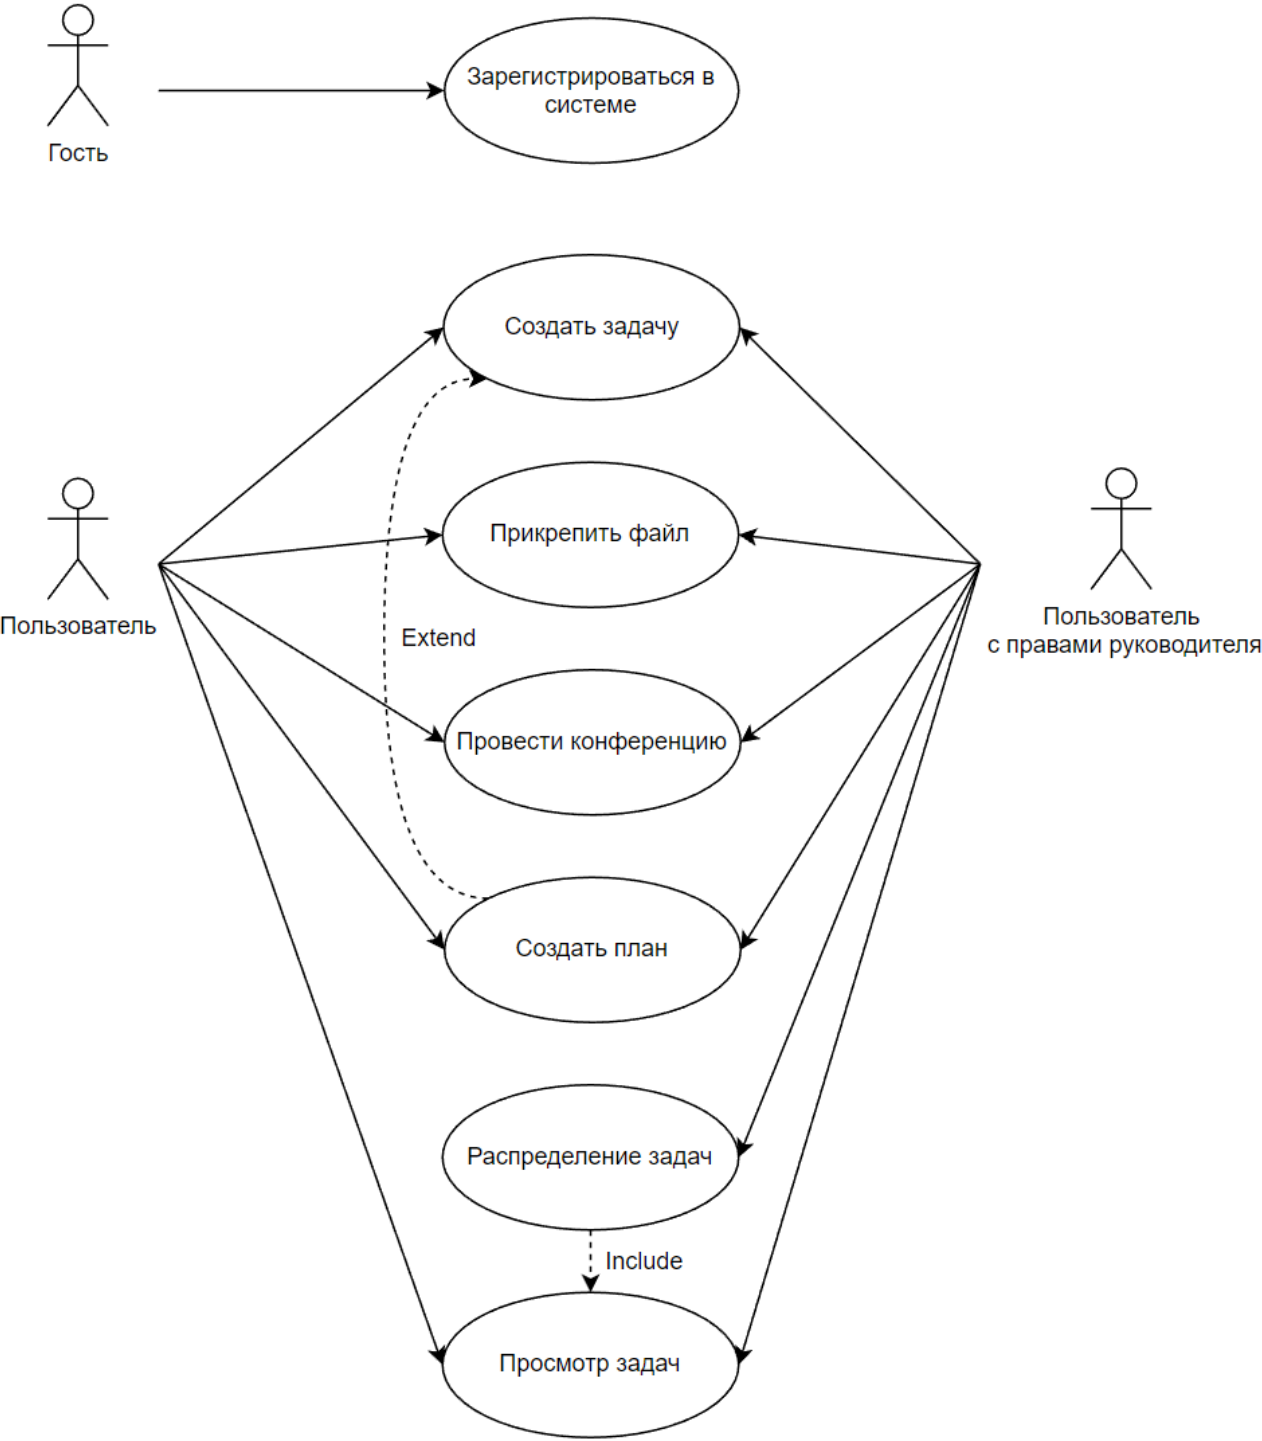 Зарегистрироваться в
системе
Гость
Создать задачу
Прикрепить файл
Пользователь
Пользователь
с правами руководителя
Extend
Провести конференцию
Создать план
Распределение задач
Include
Просмотр задач